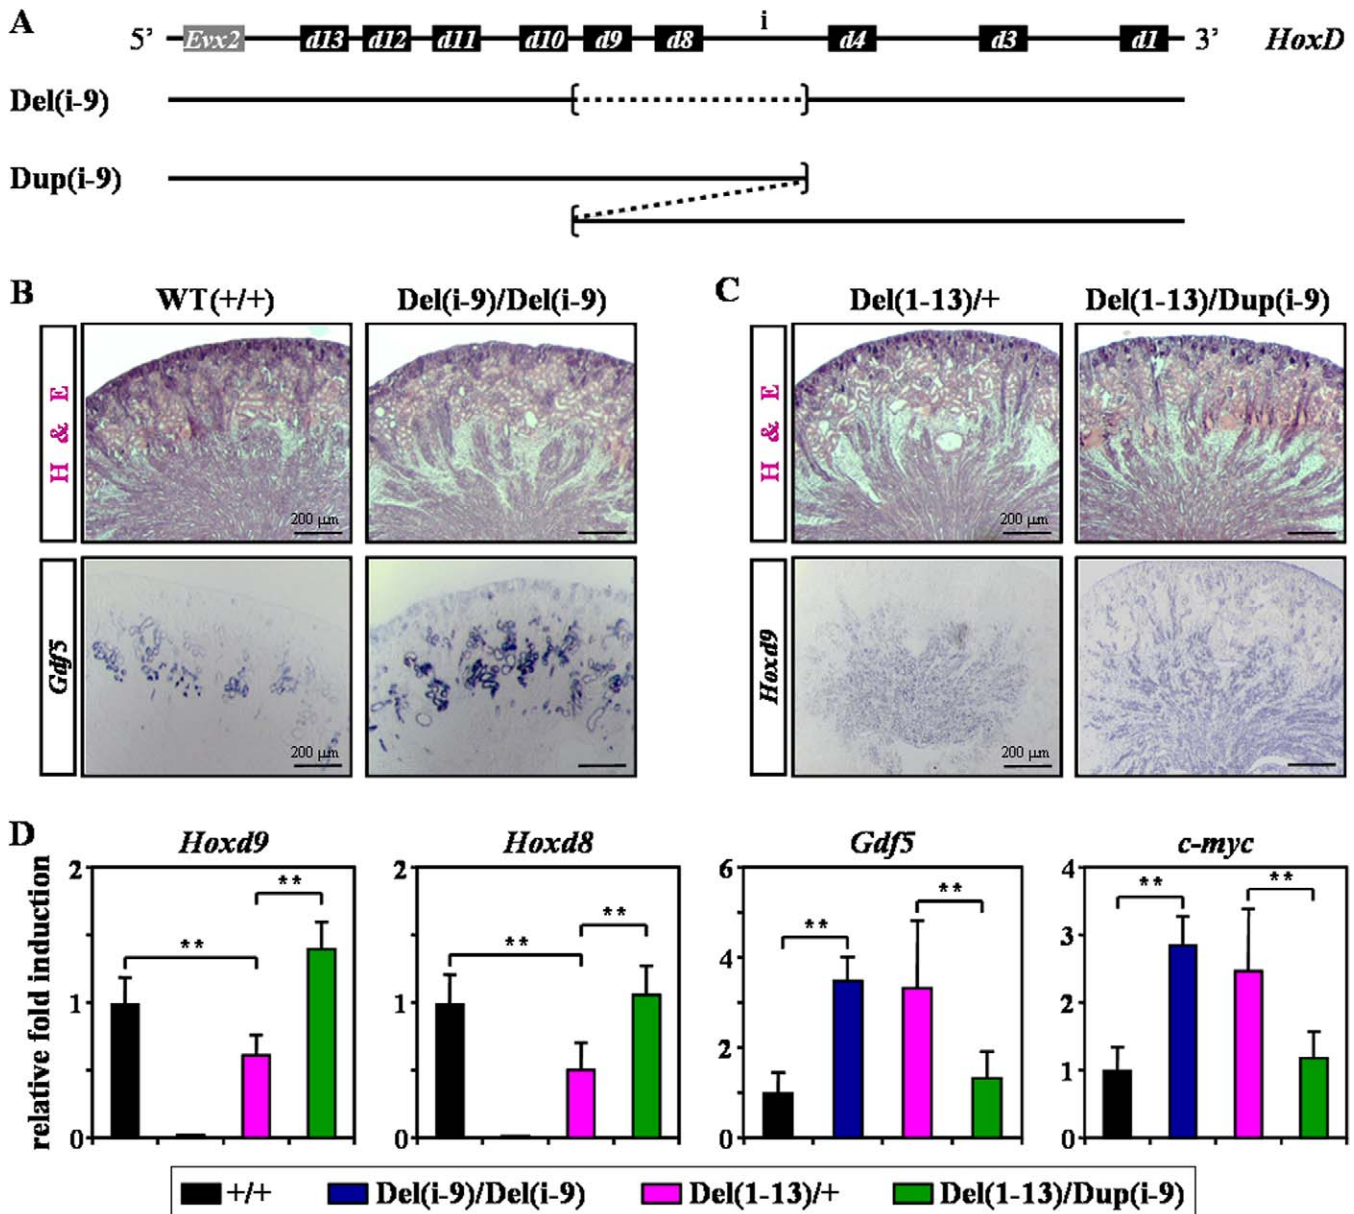 A
i
5’ Evx2 d13 d12 d11 d10 d9 d8 d4 d3 d1 3’ HoxD
Del(i-9)
Dup(i-9)
B
WT(+/+) Del(i-9)/Del(i-9)
H & E
200 µm
Gdf5
200 µm
C
Del(1-13)/+ Del(1-13)/Dup(i-9)
H & E
200 µm
Hoxd9
200 µm
D
relative fold induction
Hoxd9
2
1
0
** **
Hoxd8
2
1
0
** **
Gdf5
6
4
2
0
** **
c-myc
4
3
2
1
0
** **
+/+ Del(i-9)/Del(i-9) Del(1-13)/+ Del(1-13)/Dup(i-9)